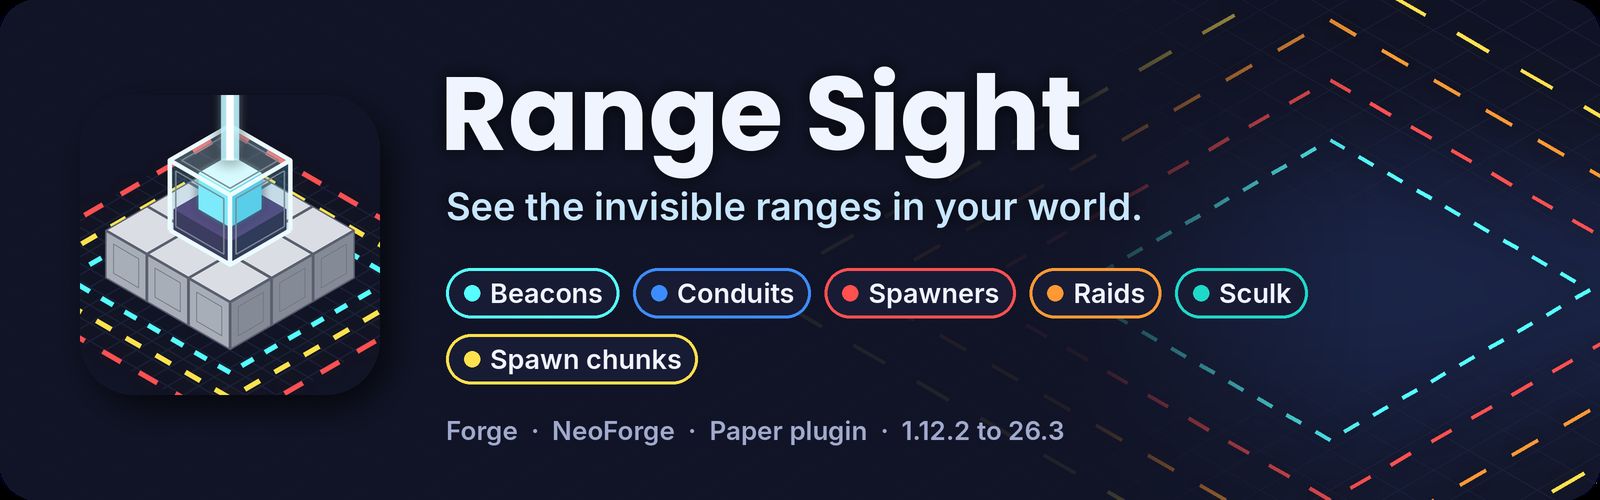 Range Sight
See the invisible ranges in your world.
Beacons Conduits Spawners Raids Sculk
Spawn chunks
Forge · NeoForge · Paper plugin · 1.12.2 to 26.3